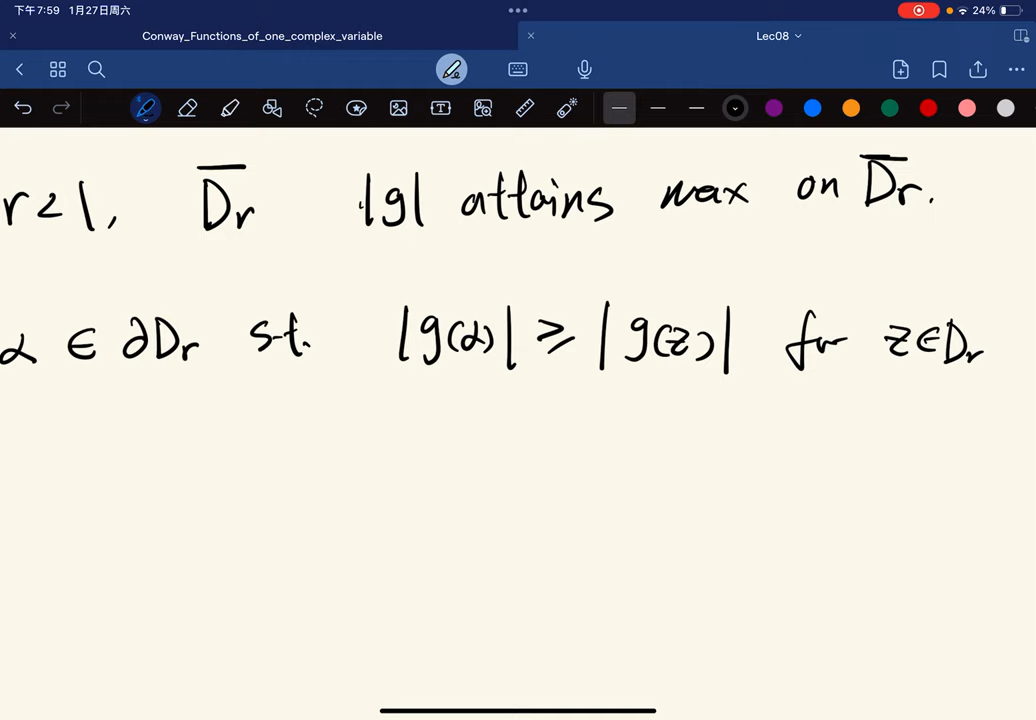 下午7:59 1月27日周六 24%
Conway_Functions_of_one_complex_variable Lec08
r<1, D̅r |g| attains max on D̅r.
α ∈ ∂Dr s.t. |g(α)| ≥ |g(z)| for z∈Dr